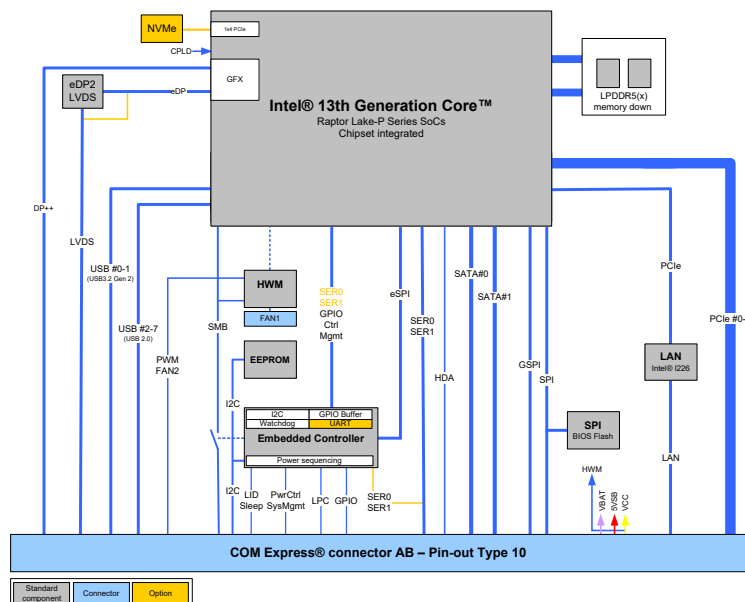 NVMe
1x4 PCIe
CPLD
GFX
eDP2
LVDS
eDP
Intel® 13th Generation Core™
Raptor Lake-P Series SoCs
Chipset integrated
LPDDR5(x)
memory down
DP++
LVDS
USB #0-1
(USB3.2 Gen 2)
USB #2-7
(USB 2.0)
PWM
FAN2
SMB
HWM
FAN1
EEPROM
I2C
SER0
SER1
GPIO
Ctrl
Mgmt
eSPI
SER0
SER1
HDA
SATA#0
SATA#1
GSPI
SPI
PCIe
PCIe #0-
LAN
Intel® I226
I2C
GPIO Buffer
Watchdog
UART
Embedded Controller
Power sequencing
SPI
BIOS Flash
I2C
LID
Sleep
PwrCtrl
SysMgmt
LPC
GPIO
SER0
SER1
HWM
VBAT
5VSB
VCC
LAN
COM Express® connector AB – Pin-out Type 10
Standard
component
Connector
Option